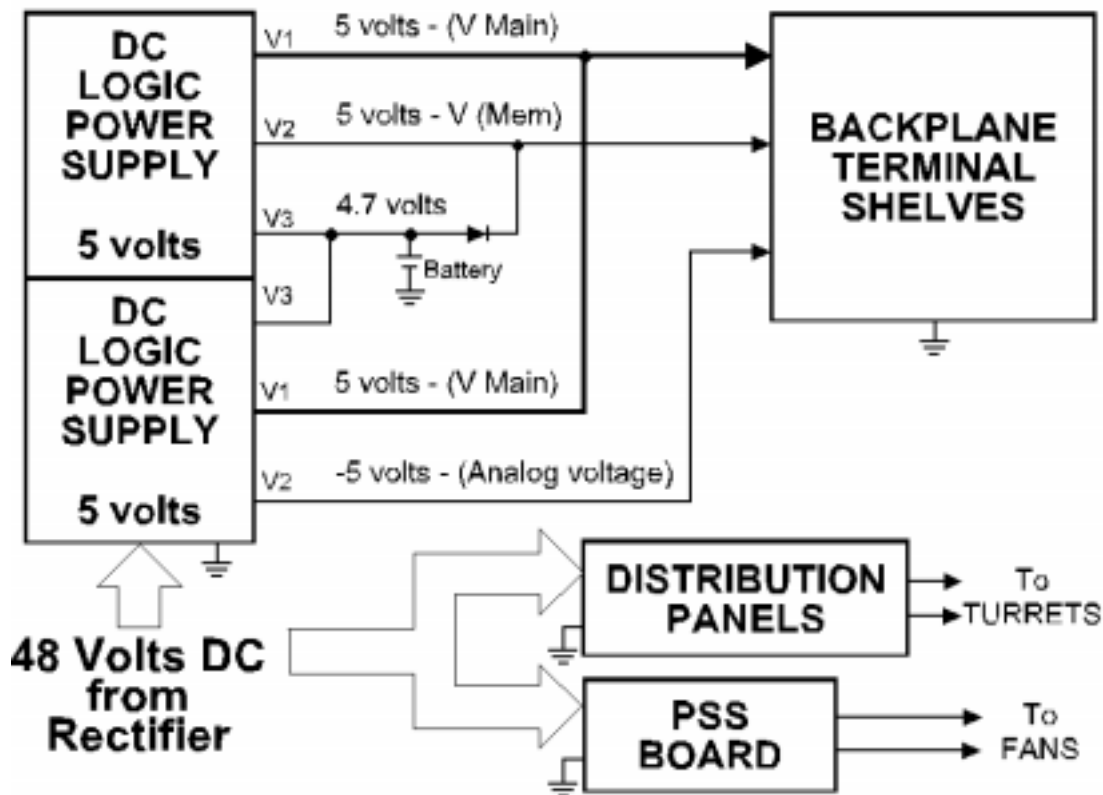 DC
LOGIC
POWER
SUPPLY
5 volts
V1
5 volts - (V Main)
V2
5 volts - V (Mem)
V3
4.7 volts
Battery
BACKPLANE
TERMINAL
SHELVES
DC
LOGIC
POWER
SUPPLY
5 volts
V3
V1
5 volts - (V Main)
V2
-5 volts - (Analog voltage)
48 Volts DC
from
Rectifier
DISTRIBUTION
PANELS
To
TURRETS
PSS
BOARD
To
FANS